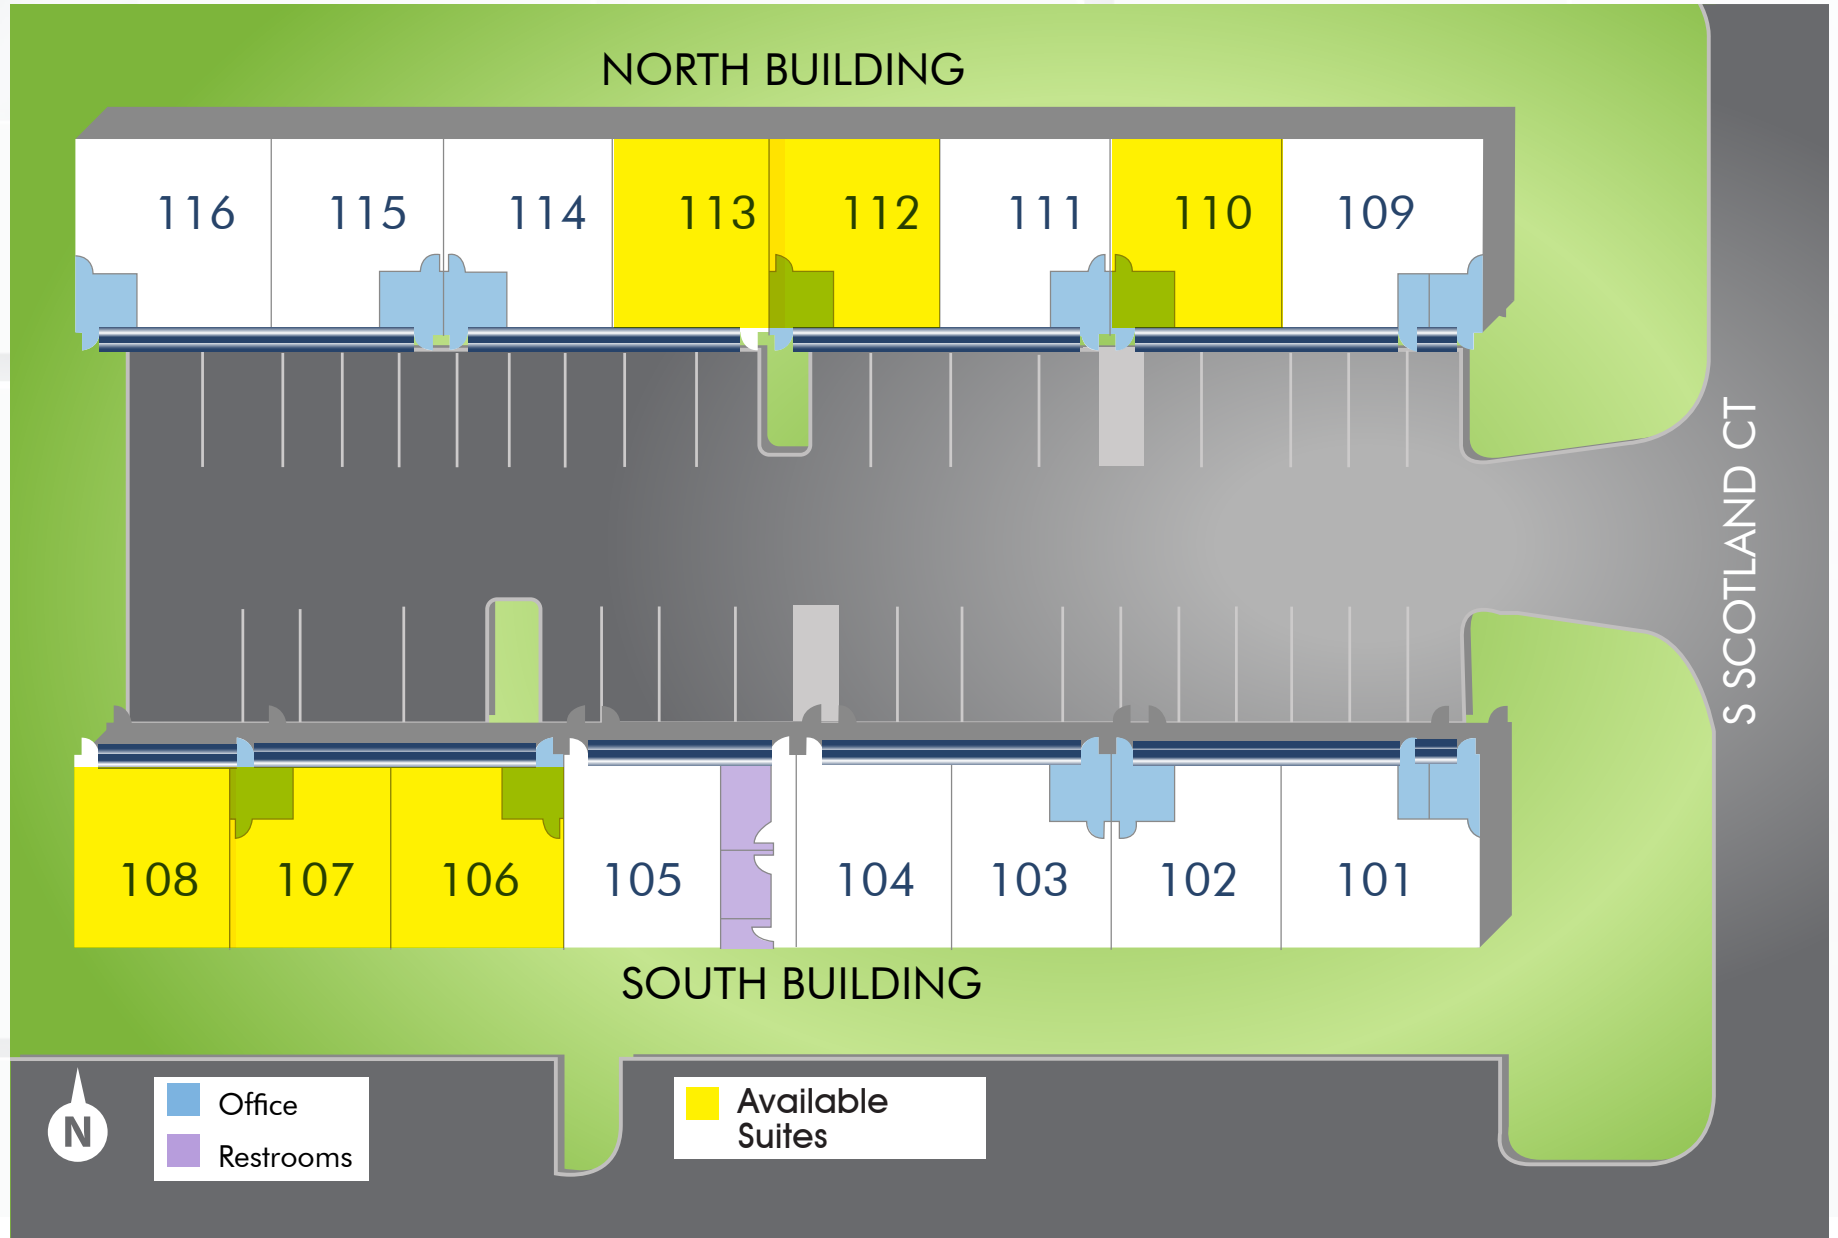 NORTH BUILDING
116 115 114 113 112 111 110 109
S SCOTLAND CT
108 107 106 105 104 103 102 101
SOUTH BUILDING
N
Office
Restrooms
Available
Suites